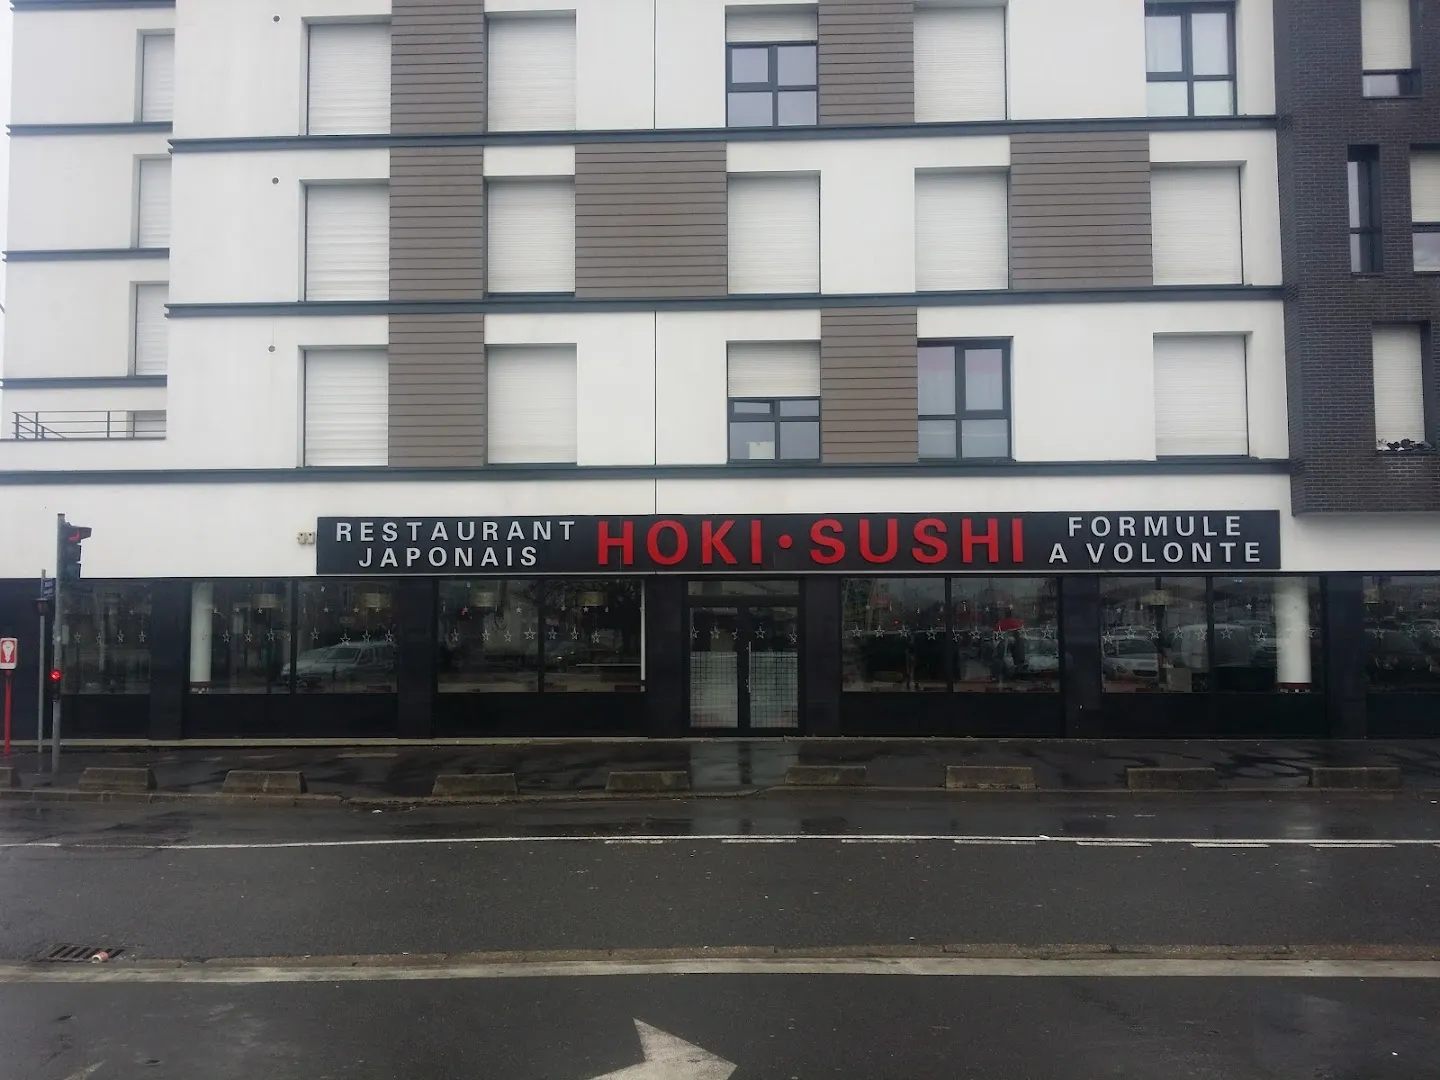 RESTAURANT
JAPONAIS
HOKI·SUSHI
FORMULE
A VOLONTE